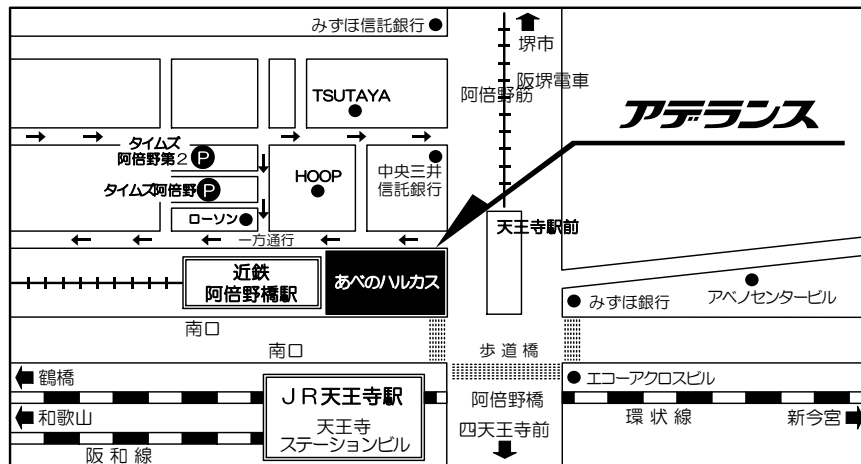 みずほ信託銀行
堺市
阪堺電車
阿倍野筋
TSUTAYA
アデランス
タイムズ
阿倍野第2 P
中央三井
信託銀行
HOOP
タイムズ阿倍野 P
ローソン
天王寺駅前
一方通行
近鉄
阿倍野橋駅
あべのハルカス
みずほ銀行
アベノセンタービル
南口
南口
歩道橋
鶴橋
エコーアクロスビル
JR天王寺駅
阿倍野橋
和歌山
天王寺
ステーションビル
環状線
新今宮
四天王寺前
阪和線